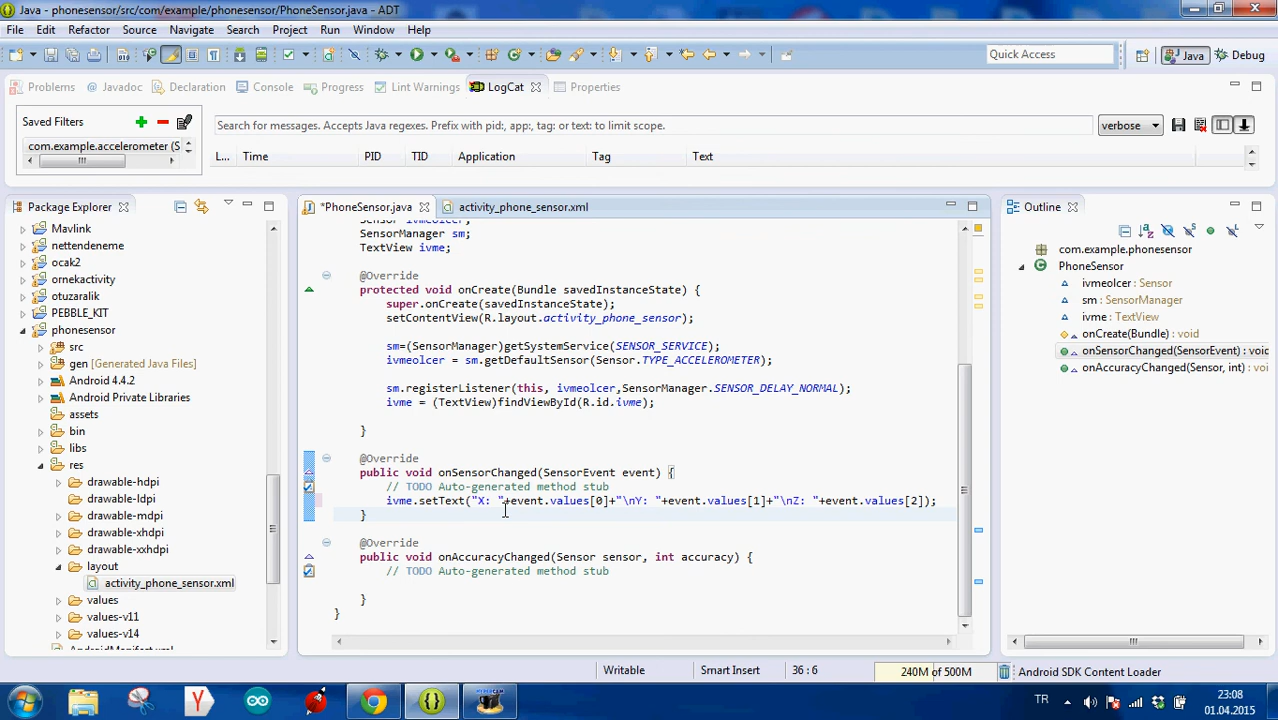 Java - phonesensor/src/com/example/phonesensor/PhoneSensor.java - ADT
File Edit Refactor Source Navigate Search Project Run Window Help
Quick Access
Java Debug
Problems Javadoc Declaration Console Progress Lint Warnings LogCat Properties
Saved Filters
Search for messages. Accepts Java regexes. Prefix with pid:, app:, tag: or text: to limit scope.
verbose
com.example.accelerometer (S
L... Time PID TID Application Tag Text
Package Explorer
Mavlink
nettendeneme
ocak2
ornekactivity
otuzaralik
PEBBLE_KIT
phonesensor
src
gen [Generated Java Files]
Android 4.4.2
Android Private Libraries
assets
bin
libs
res
drawable-hdpi
drawable-ldpi
drawable-mdpi
drawable-xhdpi
drawable-xxhdpi
layout
activity_phone_sensor.xml
values
values-v11
values-v14
AndroidManifest.xml
*PhoneSensor.java activity_phone_sensor.xml
Sensor ivmeolcer;
SensorManager sm;
TextView ivme;
@Override
protected void onCreate(Bundle savedInstanceState) {
super.onCreate(savedInstanceState);
setContentView(R.layout.activity_phone_sensor);
sm=(SensorManager)getSystemService(SENSOR_SERVICE);
ivmeolcer = sm.getDefaultSensor(Sensor.TYPE_ACCELEROMETER);
sm.registerListener(this, ivmeolcer,SensorManager.SENSOR_DELAY_NORMAL);
ivme = (TextView)findViewById(R.id.ivme);
}
@Override
public void onSensorChanged(SensorEvent event) {
// TODO Auto-generated method stub
ivme.setText("X: "+event.values[0]+"\nY: "+event.values[1]+"\nZ: "+event.values[2]);
}
@Override
public void onAccuracyChanged(Sensor sensor, int accuracy) {
// TODO Auto-generated method stub
}
}
Outline
com.example.phonesensor
PhoneSensor
ivmeolcer : Sensor
sm : SensorManager
ivme : TextView
onCreate(Bundle) : void
onSensorChanged(SensorEvent) : void
onAccuracyChanged(Sensor, int) : voi
Writable Smart Insert 36 : 6 240M of 500M Android SDK Content Loader
TR 23:08
01.04.2015